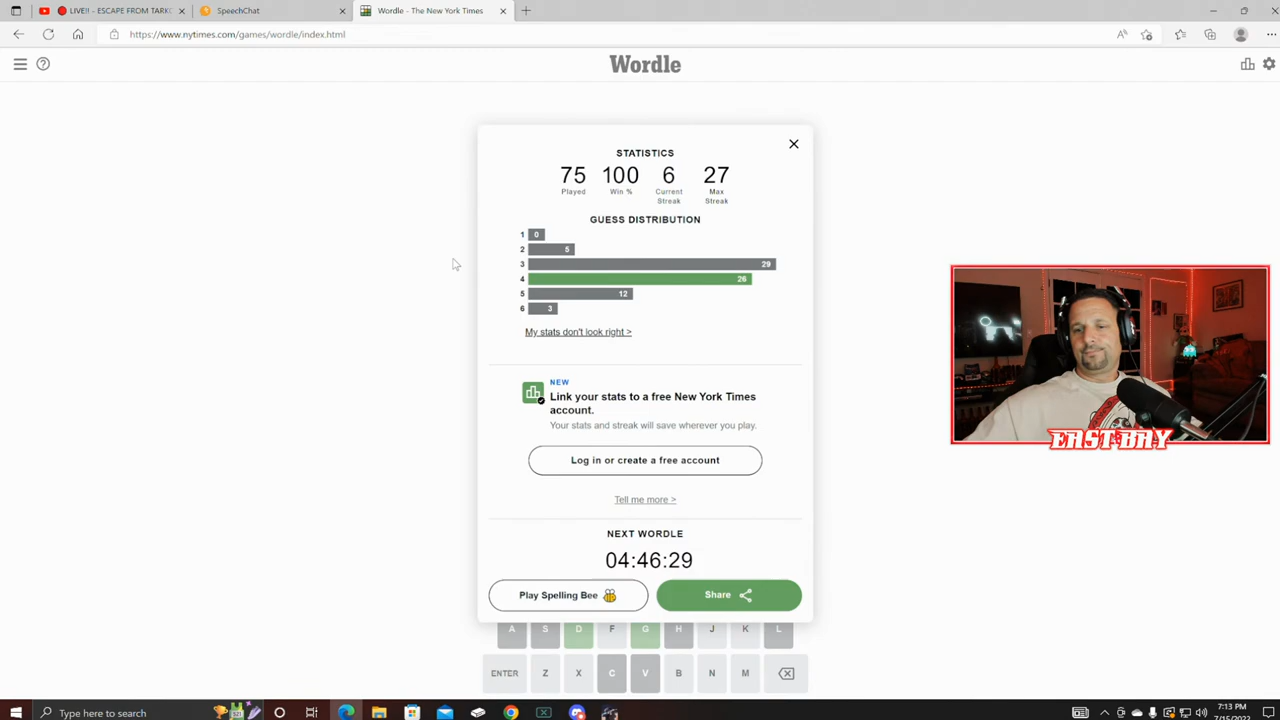 LIVE!! - ESCAPE FROM TARKO
SpeechChat
Wordle - The New York Times
https://www.nytimes.com/games/wordle/index.html
Wordle
STATISTICS
75 100 6 27
Played Win % Current Streak Max Streak
GUESS DISTRIBUTION
1 0
2 5
3 29
4 26
5 12
6 3
My stats don't look right >
NEW
Link your stats to a free New York Times
account.
Your stats and streak will save wherever you play.
Log in or create a free account
Tell me more >
NEXT WORDLE
04:46:29
Play Spelling Bee
Share
A S D F G H J K L
ENTER Z X C V B N M
EAST BAY
Type here to search
7:13 PM